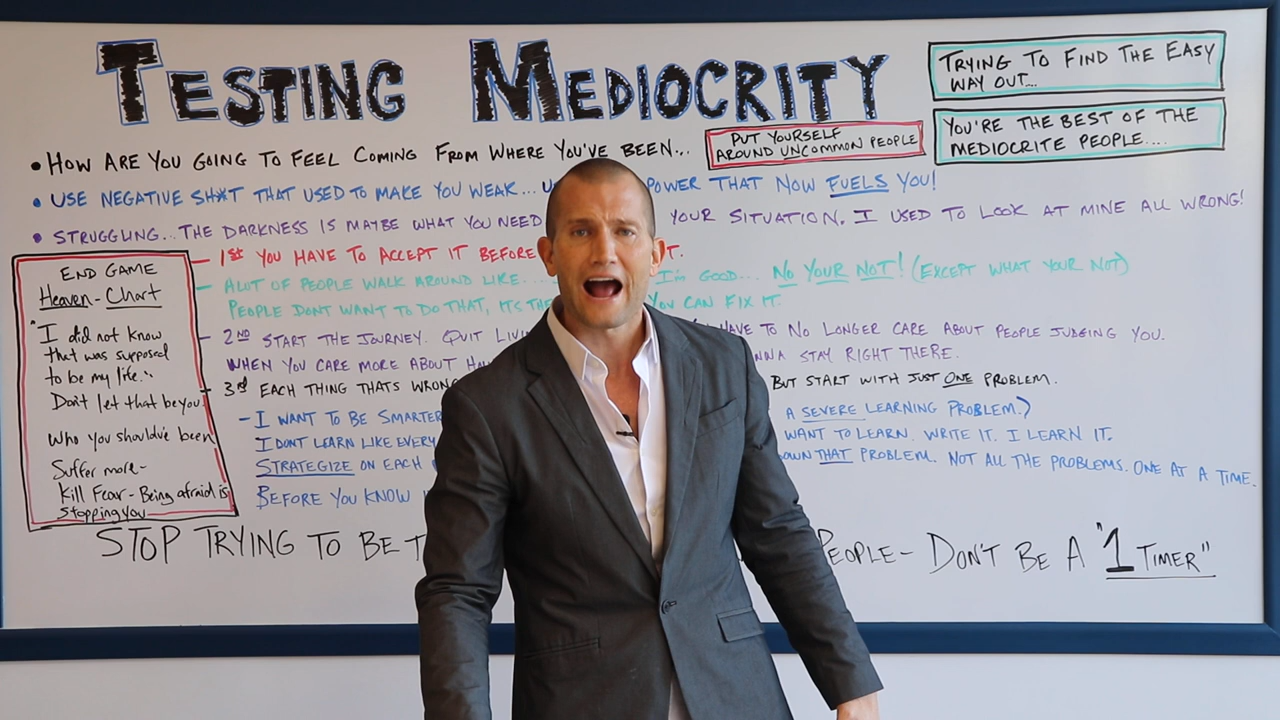 TESTING MEDIOCRITY
TRYING TO FIND THE EASY
WAY OUT...
YOU'RE THE BEST OF THE
MEDIOCRITE PEOPLE....
PUT YOURSELF
AROUND UNCOMMON PEOPLE
• HOW ARE YOU GOING TO FEEL COMING FROM WHERE YOU'VE BEEN...
• USE NEGATIVE SH*T THAT USED TO MAKE YOU WEAK... POWER THAT NOW FUELS YOU!
• STRUGGLING... THE DARKNESS IS MAYBE WHAT YOU NEED YOUR SITUATION. I USED TO LOOK AT MINE ALL WRONG!
END GAME
Heaven - Chart
"I did not know
that was supposed
to be my life."
Don't let that be you.
Who you should've been
Suffer more -
Kill Fear - Being afraid is
stopping you
- 1st YOU HAVE TO ACCEPT IT BEFORE
- ALOT OF PEOPLE WALK AROUND LIKE.... I'M GOOD... NO YOUR NOT! (EXCEPT WHAT YOUR NOT)
PEOPLE DONT WANT TO DO THAT, ITS THE YOU CAN FIX IT.
- 2ND START THE JOURNEY. QUIT HAVE TO NO LONGER CARE ABOUT PEOPLE JUDGING YOU.
WHEN YOU CARE MORE ABOUT STAY RIGHT THERE.
- 3rd EACH THING THATS WRONG BUT START WITH JUST ONE PROBLEM.
- I WANT TO BE SMARTER A SEVERE LEARNING PROBLEM.)
I DONT LEARN LIKE WANT TO LEARN. WRITE IT. I LEARN IT.
STRATEGIZE ON EACH THAT PROBLEM. NOT ALL THE PROBLEMS. ONE AT A TIME.
BEFORE YOU KNOW
STOP TRYING TO BE PEOPLE - DON'T BE A "1 TIMER"